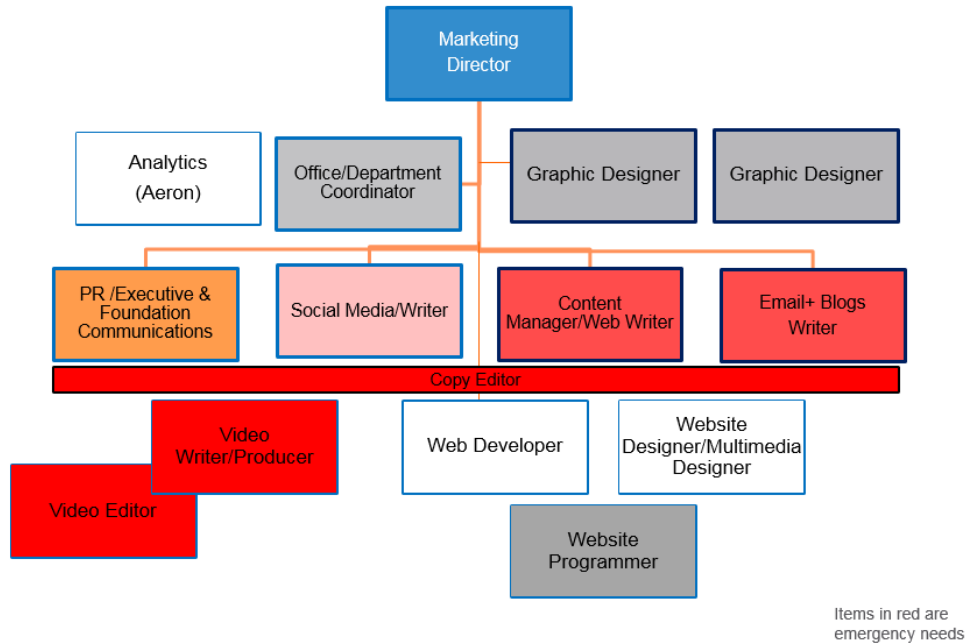 Marketing
Director
Analytics
(Aeron)
Office/Department
Coordinator
Graphic Designer
Graphic Designer
PR /Executive &
Foundation
Communications
Social Media/Writer
Content
Manager/Web Writer
Email+ Blogs
Writer
Copy Editor
Video
Writer/Producer
Video Editor
Web Developer
Website
Designer/Multimedia
Designer
Website
Programmer
Items in red are
emergency needs